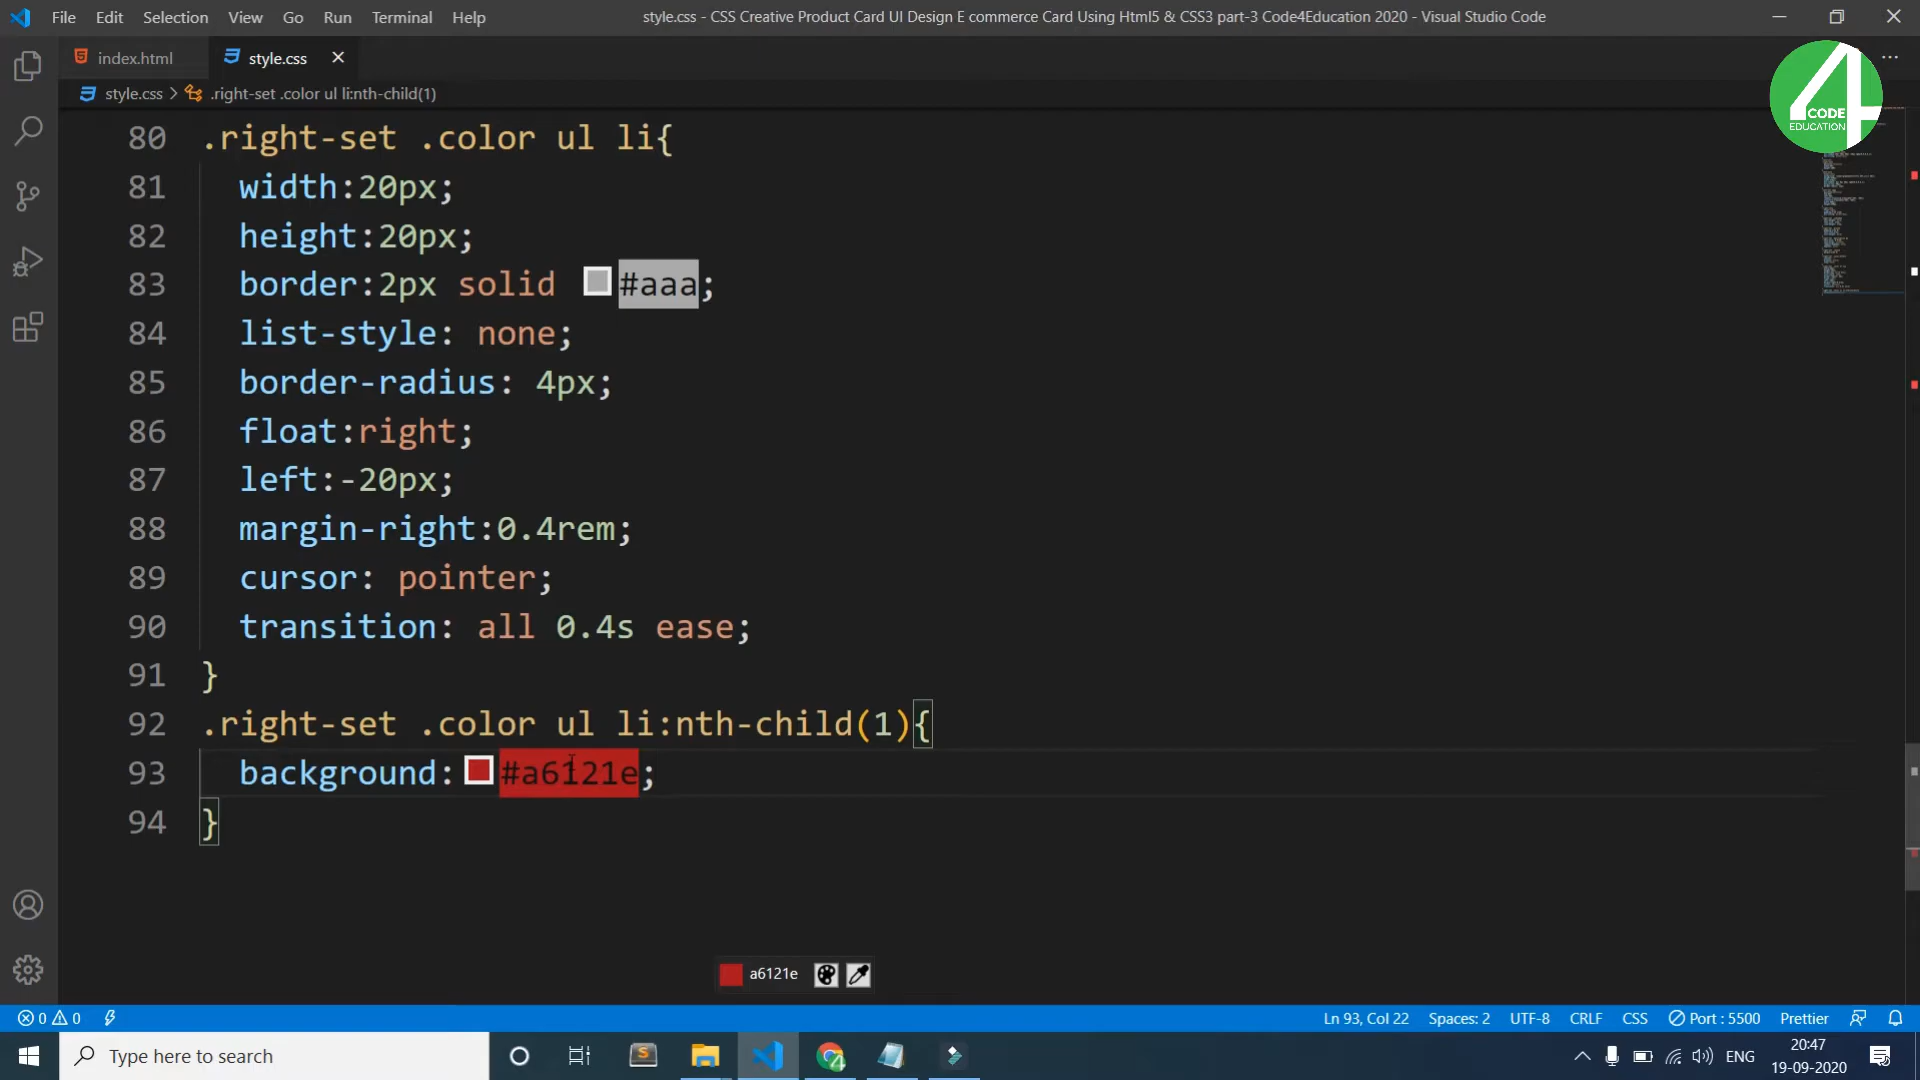 File Edit Selection View Go Run Terminal Help
style.css - CSS Creative Product Card UI Design E commerce Card Using Html5 & CSS3 part-3 Code4Education 2020 - Visual Studio Code
index.html
style.css
style.css > .right-set .color ul li:nth-child(1)
4
CODE
EDUCATION
80 .right-set .color ul li{
81 width:20px;
82 height:20px;
83 border:2px solid #aaa;
84 list-style: none;
85 border-radius: 4px;
86 float:right;
87 left:-20px;
88 margin-right:0.4rem;
89 cursor: pointer;
90 transition: all 0.4s ease;
91 }
92 .right-set .color ul li:nth-child(1){
93 background:#a6121e;
94 }
a6121e
0 0
Ln 93, Col 22 Spaces: 2 UTF-8 CRLF CSS Port : 5500 Prettier
Type here to search
ENG
20:47
19-09-2020